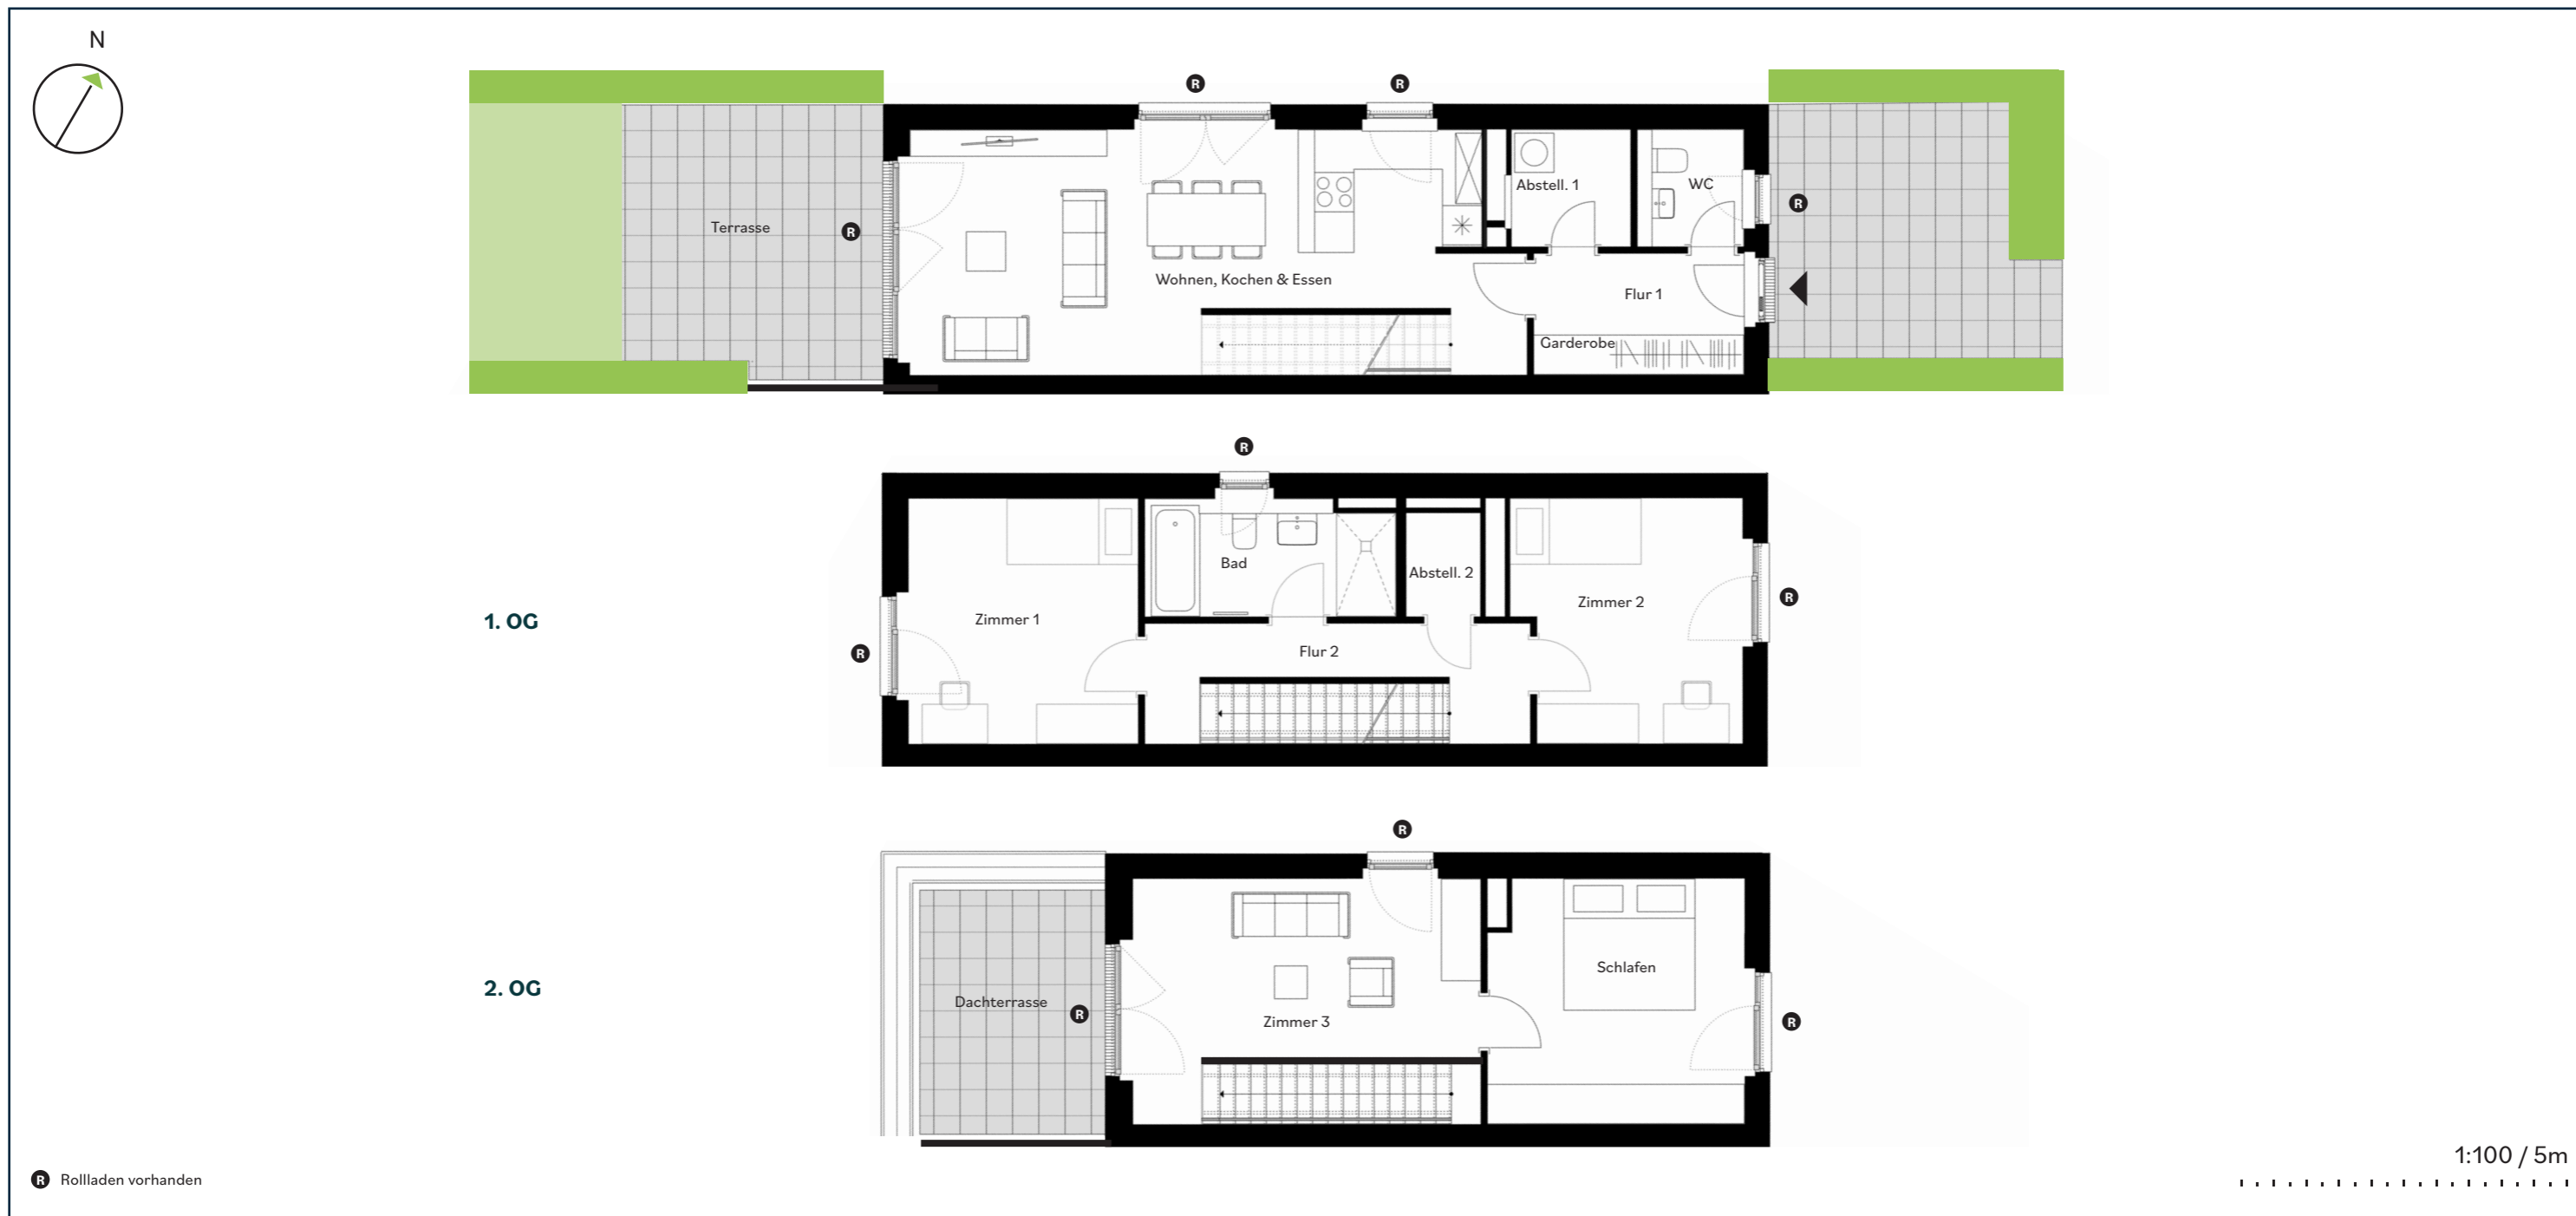 N
R
R
Terrasse
R
Wohnen, Kochen & Essen
Abstell. 1
WC
R
Flur 1
Garderobe
R
1. OG
R
Zimmer 1
Bad
Abstell. 2
Flur 2
Zimmer 2
R
R
2. OG
Dachterrasse
R
Zimmer 3
Schlafen
R
R Rollladen vorhanden
1:100 / 5m